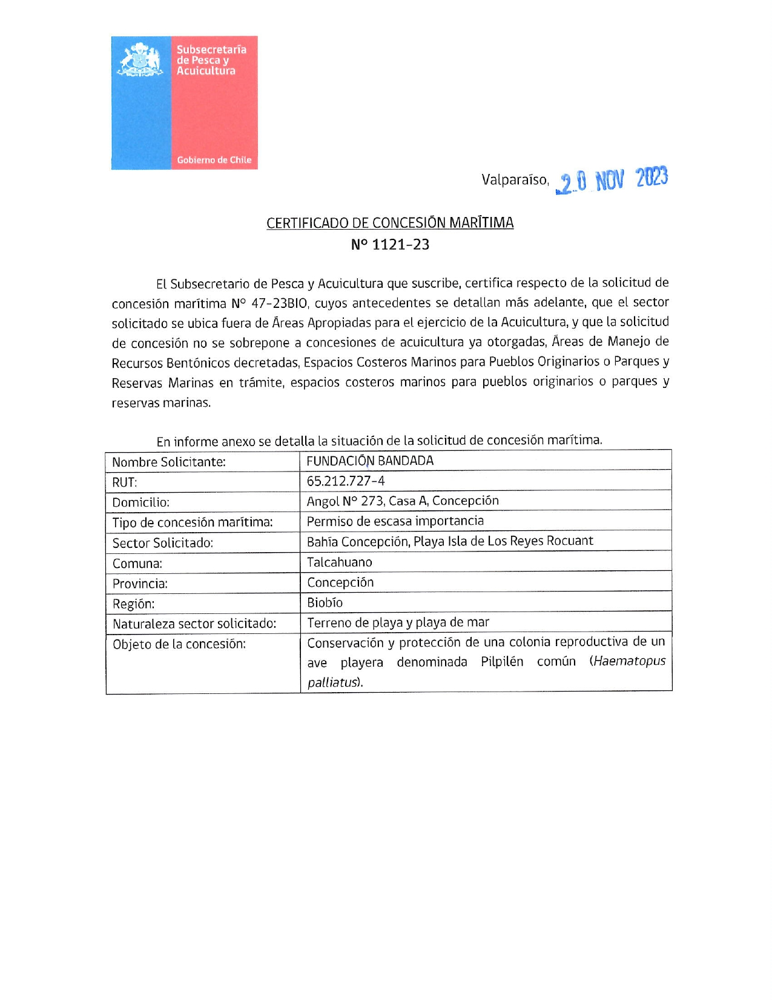 Subsecretaría
de Pesca y
Acuicultura
Gobierno de Chile
Valparaíso, 20 NOV 2023
CERTIFICADO DE CONCESIÓN MARÍTIMA
Nº 1121-23
El Subsecretario de Pesca y Acuicultura que suscribe, certifica respecto de la solicitud de
concesión marítima Nº 47-23BIO, cuyos antecedentes se detallan más adelante, que el sector
solicitado se ubica fuera de Áreas Apropiadas para el ejercicio de la Acuicultura, y que la solicitud
de concesión no se sobrepone a concesiones de acuicultura ya otorgadas, Áreas de Manejo de
Recursos Bentónicos decretadas, Espacios Costeros Marinos para Pueblos Originarios o Parques y
Reservas Marinas en trámite, espacios costeros marinos para pueblos originarios o parques y
reservas marinas.
En informe anexo se detalla la situación de la solicitud de concesión marítima.
Nombre Solicitante: FUNDACIÓN BANDADA
RUT: 65.212.727-4
Domicilio: Angol Nº 273, Casa A, Concepción
Tipo de concesión marítima: Permiso de escasa importancia
Sector Solicitado: Bahía Concepción, Playa Isla de Los Reyes Rocuant
Comuna: Talcahuano
Provincia: Concepción
Región: Biobío
Naturaleza sector solicitado: Terreno de playa y playa de mar
Objeto de la concesión: Conservación y protección de una colonia reproductiva de un
ave playera denominada Pilpilén común (Haematopus
palliatus).